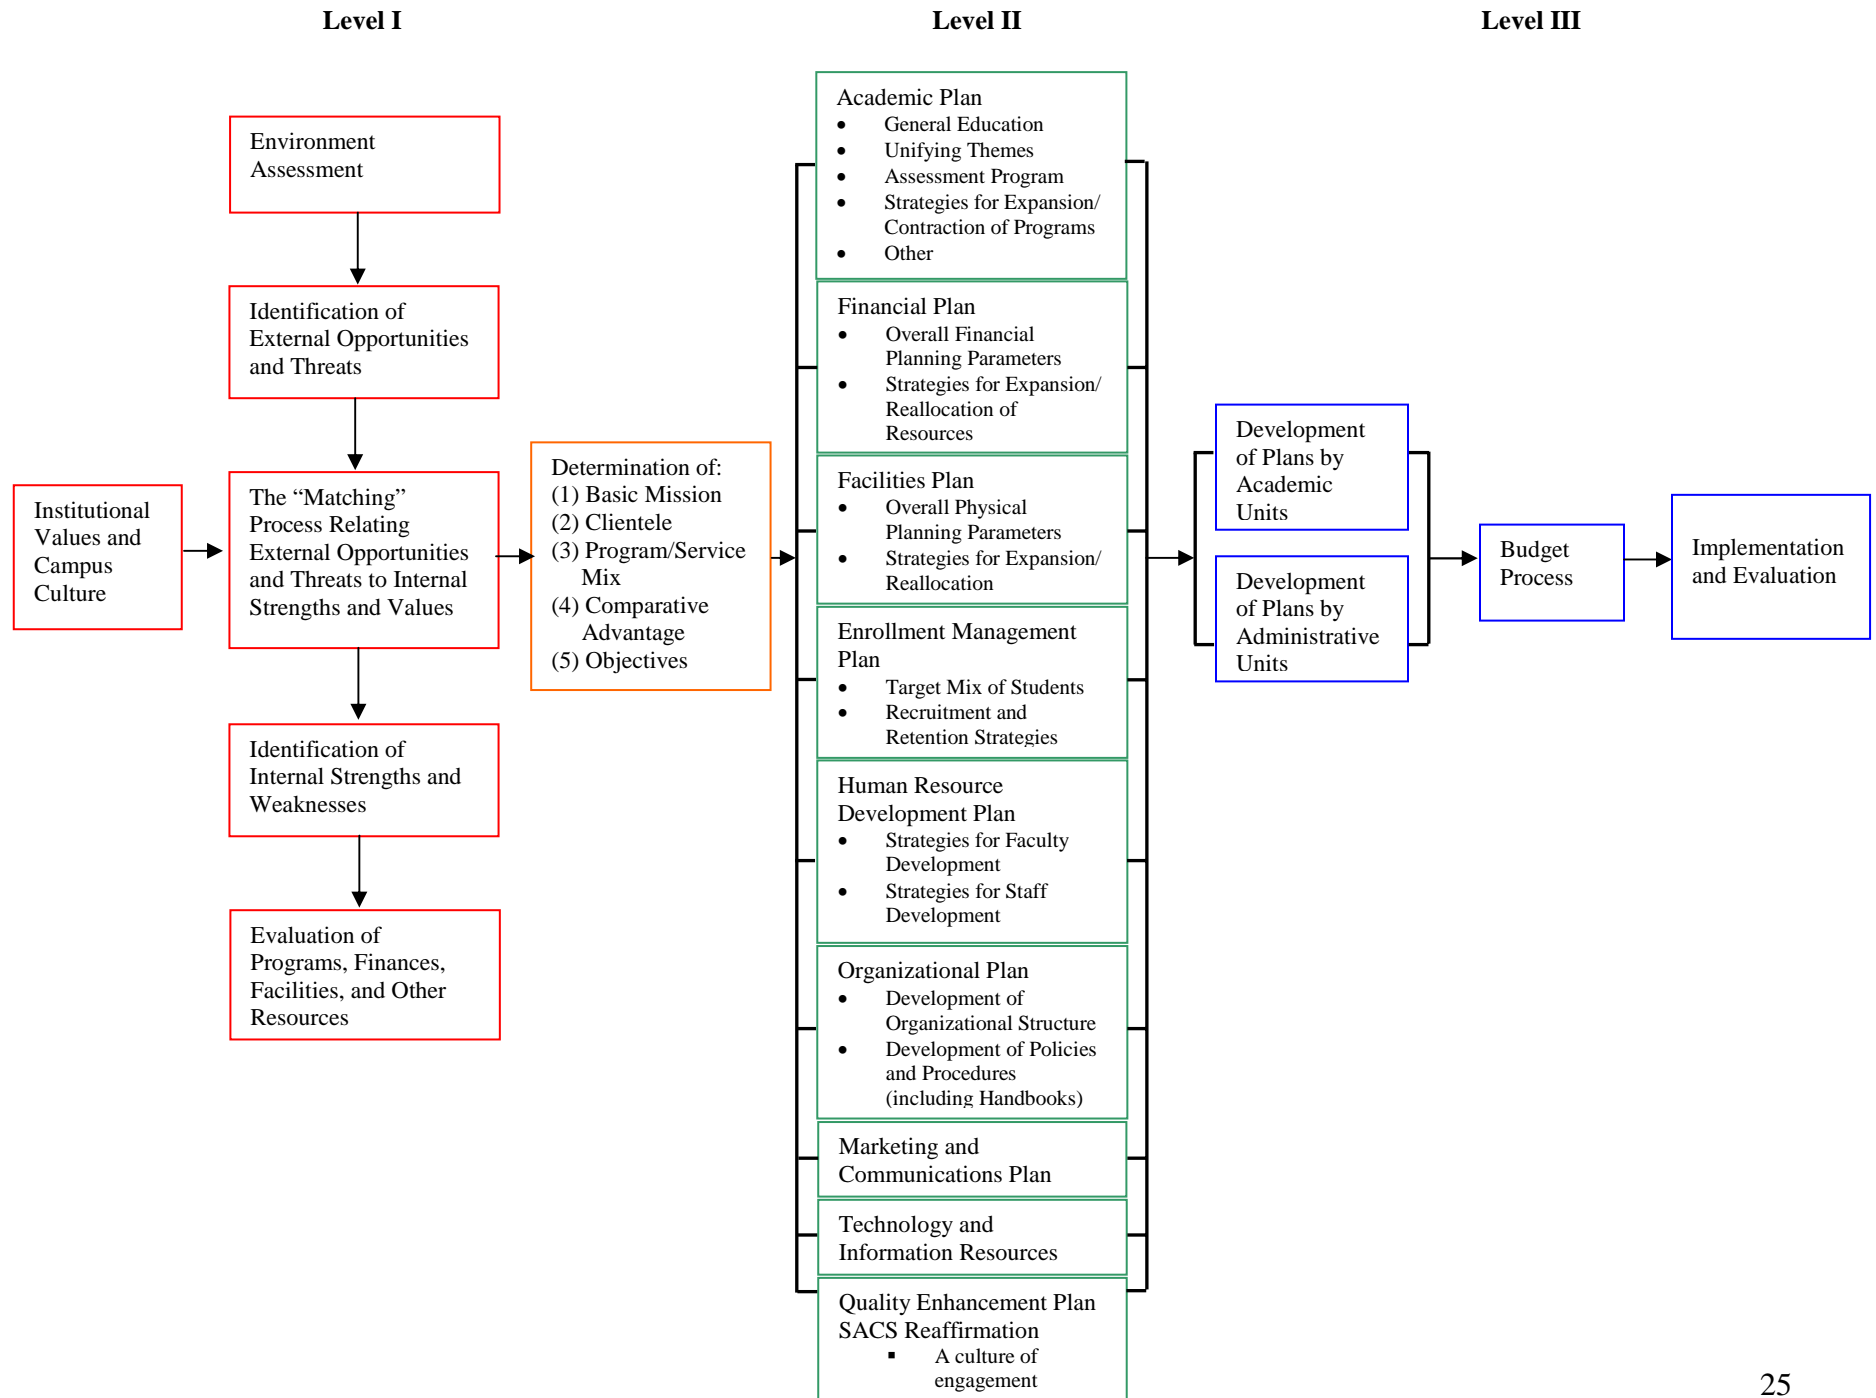 Level I
Level II
Level III
Environment
Assessment
Identification of
External Opportunities
and Threats
Institutional
Values and
Campus
Culture
The “Matching”
Process Relating
External Opportunities
and Threats to Internal
Strengths and Values
Identification of
Internal Strengths and
Weaknesses
Evaluation of
Programs, Finances,
Facilities, and Other
Resources
Determination of:
(1) Basic Mission
(2) Clientele
(3) Program/Service
Mix
(4) Comparative
Advantage
(5) Objectives
Academic Plan
• General Education
• Unifying Themes
• Assessment Program
• Strategies for Expansion/
Contraction of Programs
• Other
Financial Plan
• Overall Financial
Planning Parameters
• Strategies for Expansion/
Reallocation of
Resources
Facilities Plan
• Overall Physical
Planning Parameters
• Strategies for Expansion/
Reallocation
Enrollment Management
Plan
• Target Mix of Students
• Recruitment and
Retention Strategies
Human Resource
Development Plan
• Strategies for Faculty
Development
• Strategies for Staff
Development
Organizational Plan
• Development of
Organizational Structure
• Development of Policies
and Procedures
(including Handbooks)
Marketing and
Communications Plan
Technology and
Information Resources
Quality Enhancement Plan
SACS Reaffirmation
▪ A culture of
engagement
Development
of Plans by
Academic
Units
Development
of Plans by
Administrative
Units
Budget
Process
Implementation
and Evaluation
25